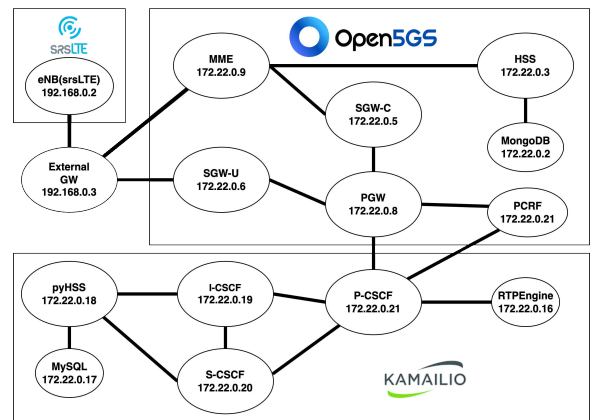 srsLTE
eNB(srsLTE)
192.168.0.2
Open5GS
MME
172.22.0.9
HSS
172.22.0.3
SGW-C
172.22.0.5
MongoDB
172.22.0.2
External
GW
192.168.0.3
SGW-U
172.22.0.6
PGW
172.22.0.8
PCRF
172.22.0.21
pyHSS
172.22.0.18
I-CSCF
172.22.0.19
P-CSCF
172.22.0.21
RTPEngine
172.22.0.16
MySQL
172.22.0.17
S-CSCF
172.22.0.20
KAMAILIO